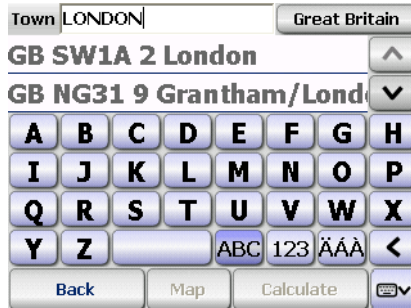 Town LONDON Great Britain
GB SW1A 2 London
GB NG31 9 Grantham/Lond
A B C D E F G H
I J K L M N O P
Q R S T U V W X
Y Z ABC 123 ÄÁÀ <
Back Map Calculate